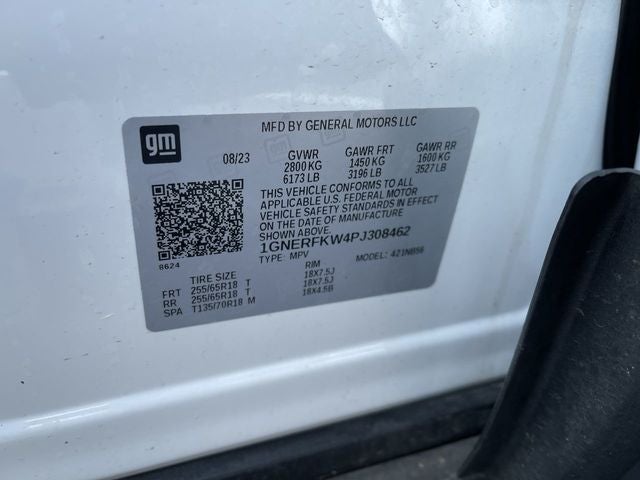 MFD BY GENERAL MOTORS LLC
gm
08/23 GVWR GAWR FRT GAWR RR
2800 KG 1450 KG 1600 KG
6173 LB 3196 LB 3527 LB
THIS VEHICLE CONFORMS TO ALL
APPLICABLE U.S. FEDERAL MOTOR
VEHICLE SAFETY STANDARDS IN EFFECT
ON THE DATE OF MANUFACTURE
SHOWN ABOVE.
1GNERFKW4PJ308462
TYPE: MPV MODEL: 421NB56
8624
TIRE SIZE RIM
FRT 255/65R18 T 18X7.5J
RR 255/65R18 T 18X7.5J
SPA T135/70R18 M 18X4.5B